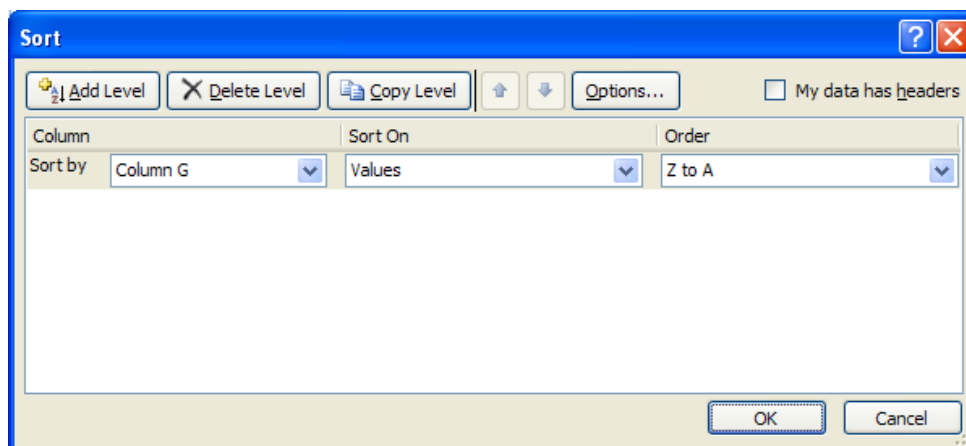 Sort
Add Level Delete Level Copy Level Options... My data has headers
Column Sort On Order
Sort by Column G Values Z to A
OK Cancel